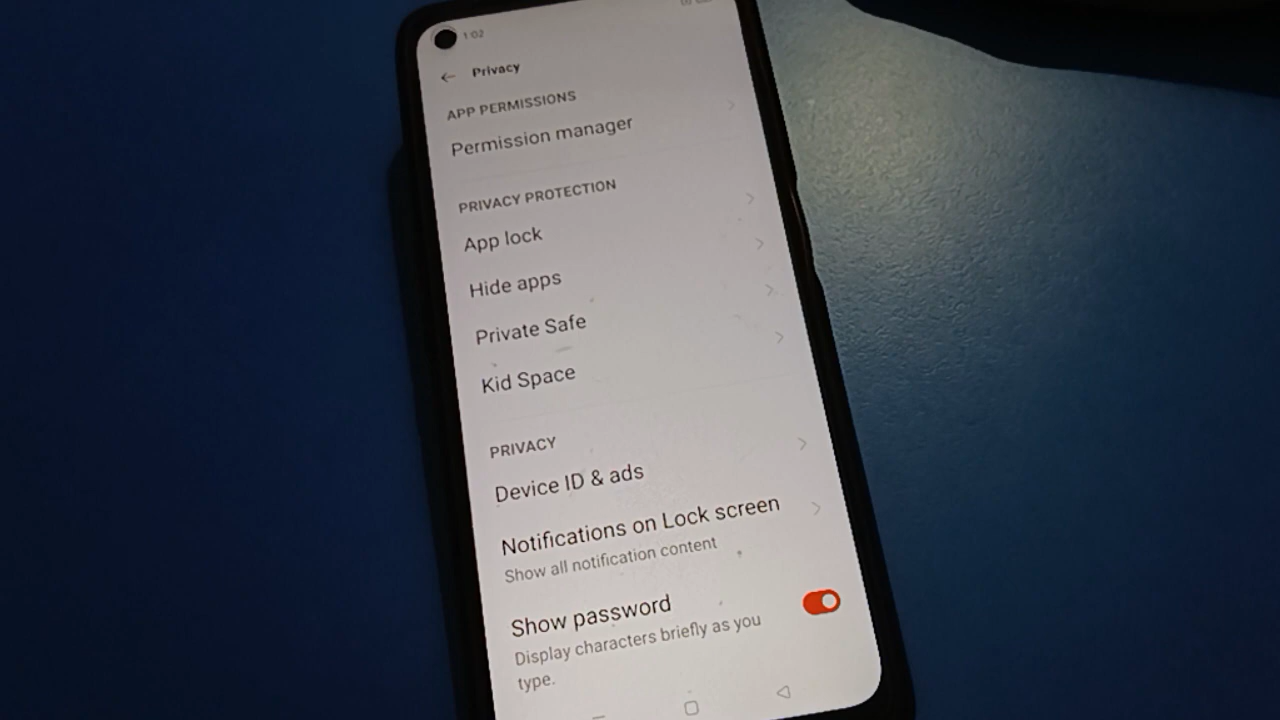 1:02
Privacy
APP PERMISSIONS
Permission manager
PRIVACY PROTECTION
App lock
Hide apps
Private Safe
Kid Space
PRIVACY
Device ID & ads
Notifications on Lock screen
Show all notification content
Show password
Display characters briefly as you
type.